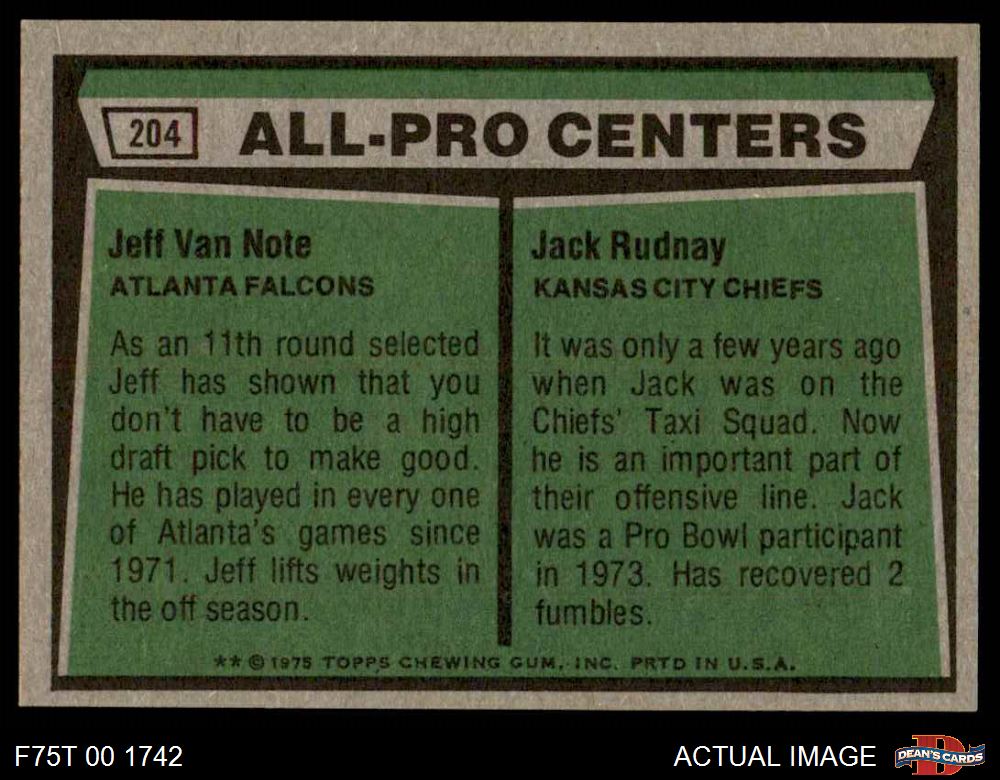 204 ALL-PRO CENTERS
Jeff Van Note
ATLANTA FALCONS
As an 11th round selected
Jeff has shown that you
don't have to be a high
draft pick to make good.
He has played in every one
of Atlanta's games since
1971. Jeff lifts weights in
the off season.
Jack Rudnay
KANSAS CITY CHIEFS
It was only a few years ago
when Jack was on the
Chiefs' Taxi Squad. Now
he is an important part of
their offensive line. Jack
was a Pro Bowl participant
in 1973. Has recovered 2
fumbles.
**©1975 TOPPS CHEWING GUM, INC. PRTD IN U.S.A.
F75T 00 1742
ACTUAL IMAGE
D
DEAN'S CARDS